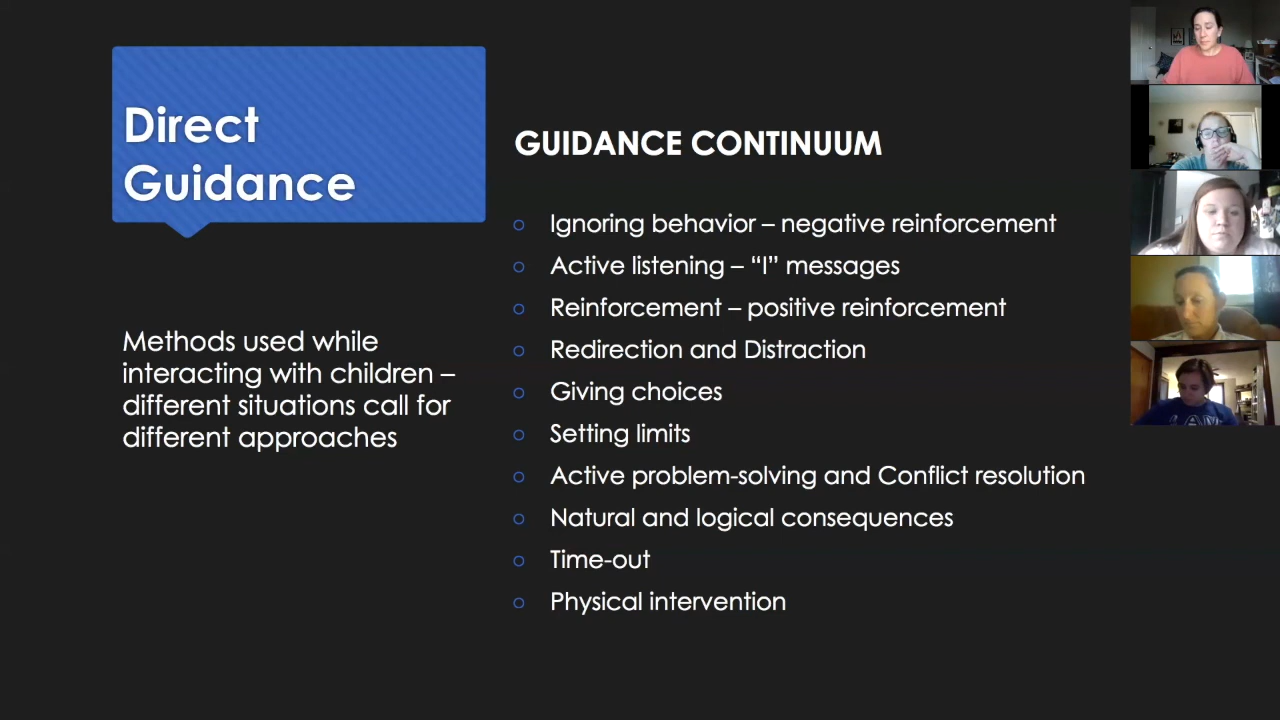 Direct
Guidance
Methods used while
interacting with children –
different situations call for
different approaches
GUIDANCE CONTINUUM
Ignoring behavior – negative reinforcement
Active listening – “I” messages
Reinforcement – positive reinforcement
Redirection and Distraction
Giving choices
Setting limits
Active problem-solving and Conflict resolution
Natural and logical consequences
Time-out
Physical intervention